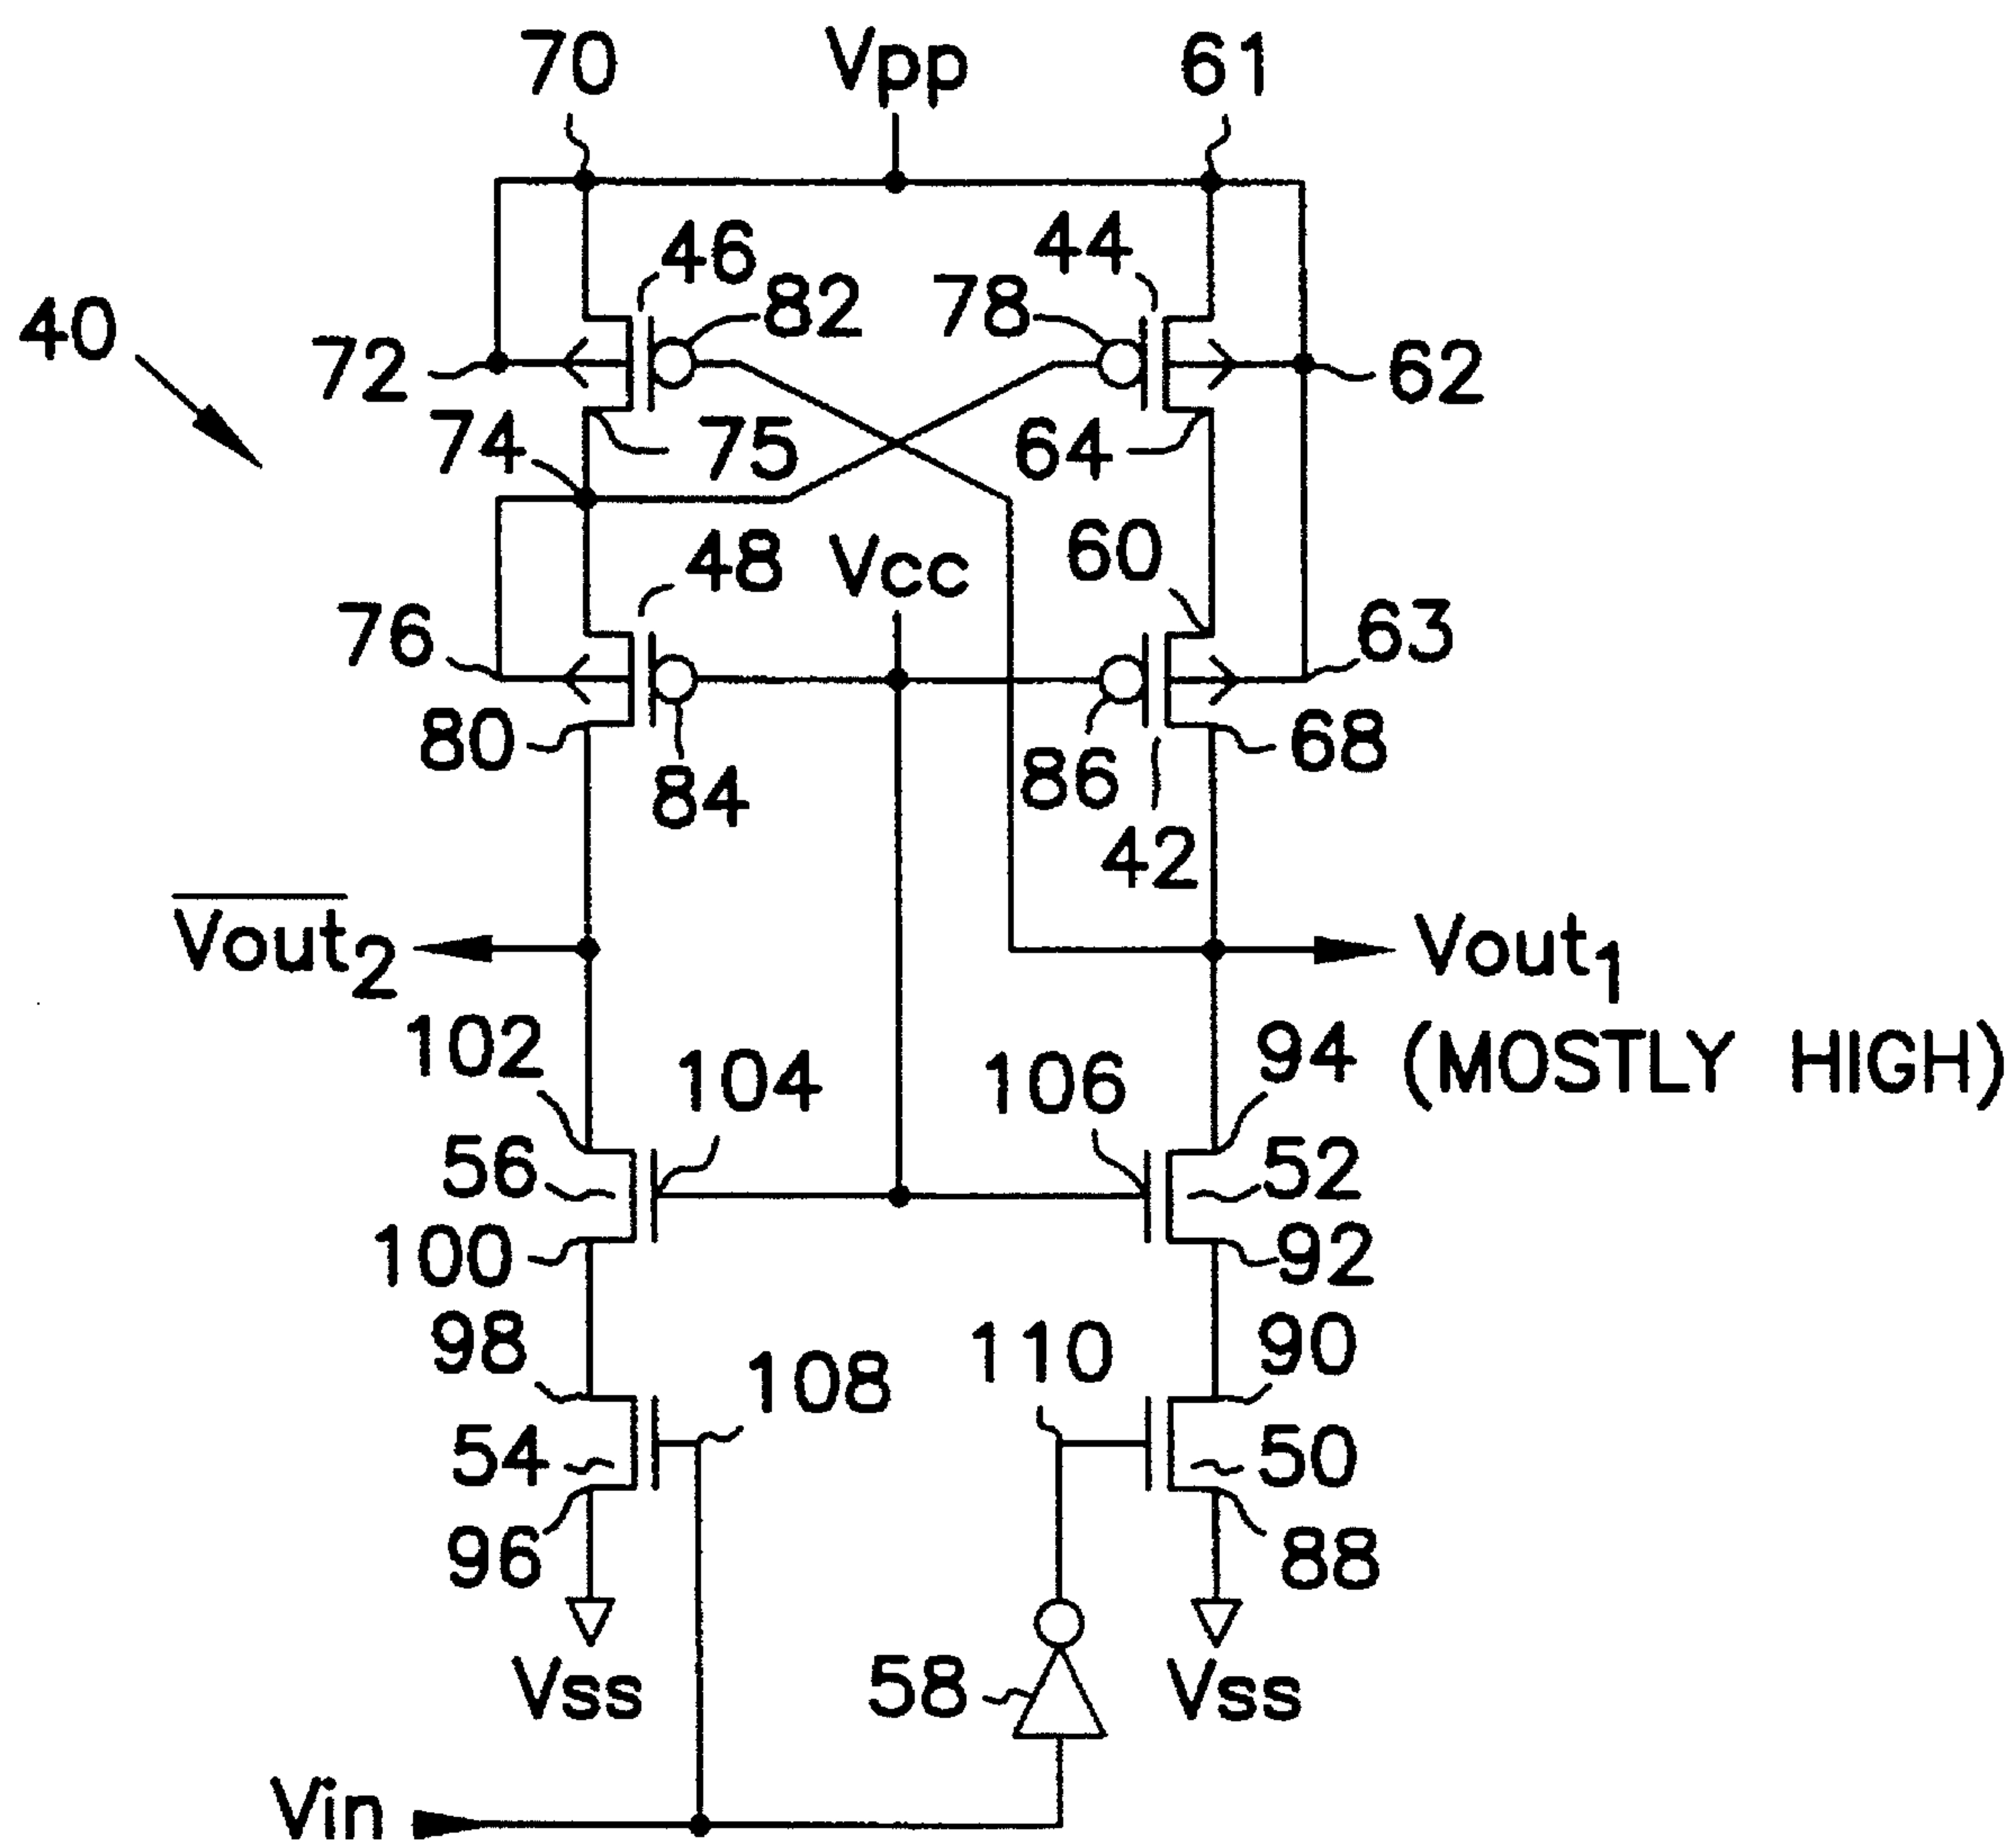 70 Vpp 61
46 44
82 78
40
72 62
74 75 64
48 Vcc 60
76 63
80 68
84 86
42
Vout2 Vout1
102 104 106 94 (MOSTLY HIGH)
56 52
100 92
98 108 110 90
54 50
96 88
58
Vss Vss
Vin